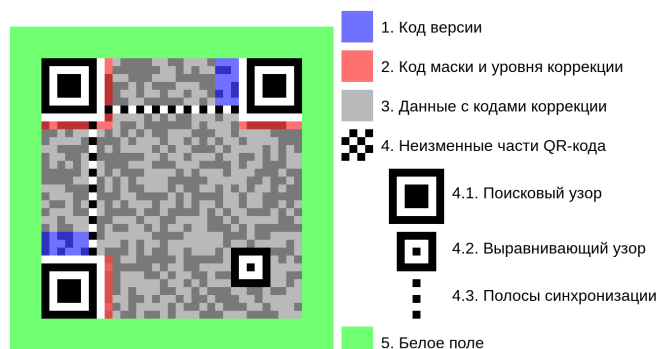 1. Код версии
2. Код маски и уровня коррекции
3. Данные с кодами коррекции
4. Неизменные части QR-кода
4.1. Поисковый узор
4.2. Выравнивающий узор
4.3. Полосы синхронизации
5. Белое поле